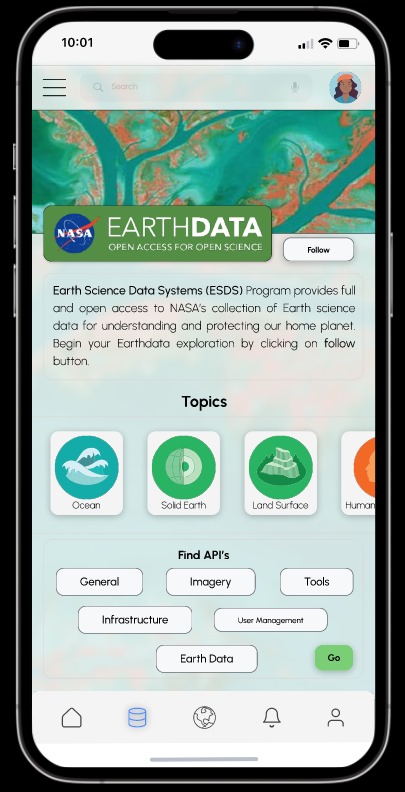 10:01
Search
NASA
EARTHDATA
OPEN ACCESS FOR OPEN SCIENCE
Follow
Earth Science Data Systems (ESDS) Program provides full
and open access to NASA's collection of Earth science
data for understanding and protecting our home planet.
Begin your Earthdata exploration by clicking on follow
button.
Topics
Ocean
Solid Earth
Land Surface
Human
Find API's
General
Imagery
Tools
Infrastructure
User Management
Earth Data
Go